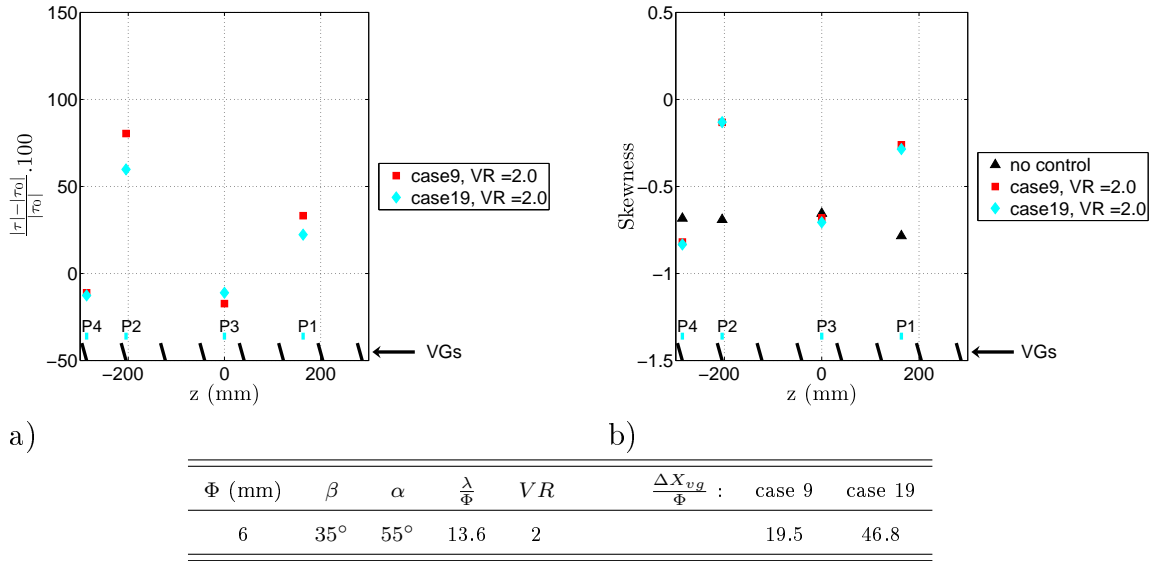 150
100
50
0
−50
|τ|−|τ0|
|τ0|
.100
P4 P2 P3 P1
−200 0 200
z (mm)
VGs
case9, VR =2.0
case19, VR =2.0
a)
0.5
0
−0.5
−1
−1.5
Skewness
P4 P2 P3 P1
−200 0 200
z (mm)
VGs
no control
case9, VR =2.0
case19, VR =2.0
b)
Φ (mm) β α λ/Φ VR ΔXvg/Φ : case 9 case 19
6 35° 55° 13.6 2 19.5 46.8